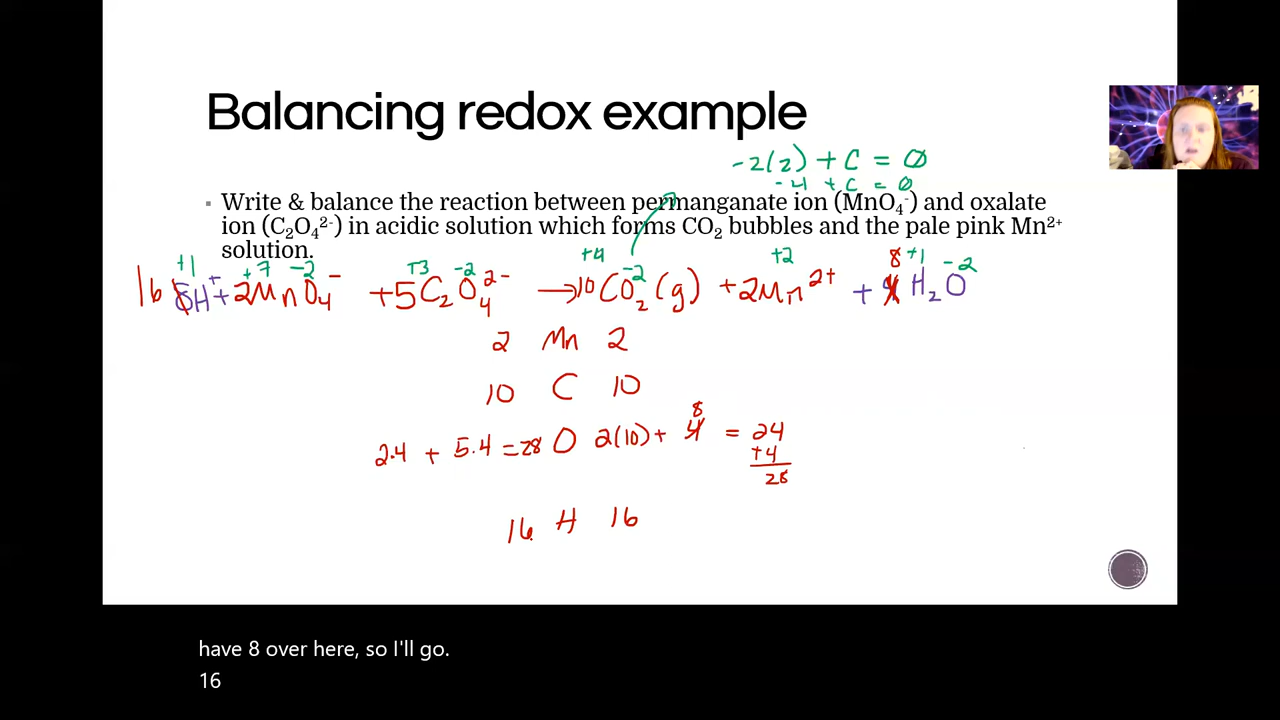 Balancing redox example
-2(2) + C = 0
-4 + C = 0
▪ Write & balance the reaction between permanganate ion (MnO₄⁻) and oxalate
ion (C₂O₄²⁻) in acidic solution which forms CO₂ bubbles and the pale pink Mn²⁺
solution.
+1 +7 -2 +3 -2 +4 -2 +2 8 +1 -2
16 8H⁺ + 2MnO₄⁻ + 5C₂O₄²⁻ → 10CO₂(g) + 2Mn²⁺ + 4H₂O
2 Mn 2
10 C 10
8
2·4 + 5·4 = 28 O 2(10) + 4 = 24
+4
28
16 H 16
have 8 over here, so I'll go.
16